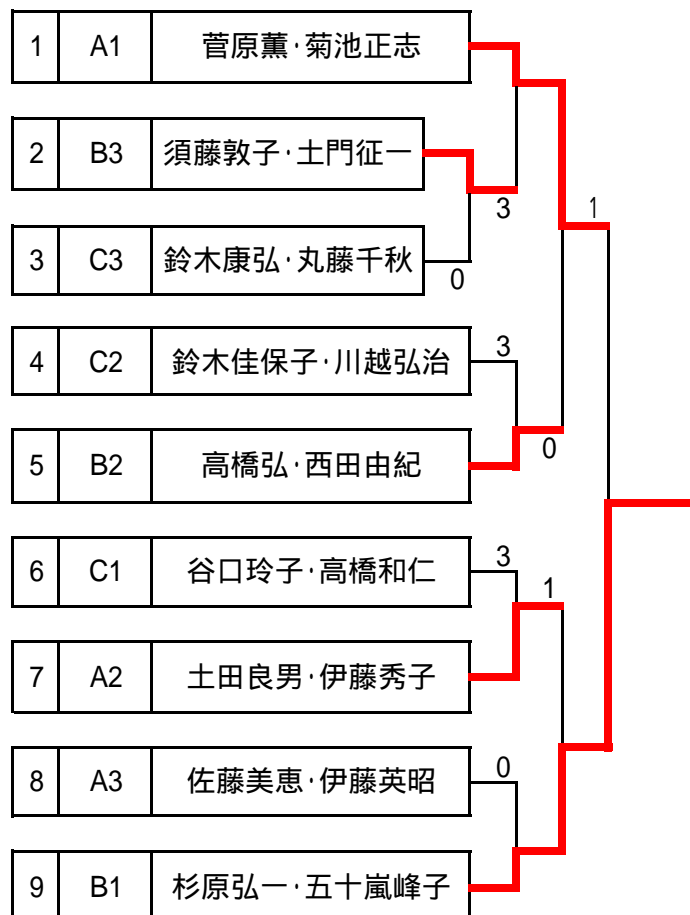 1 A1 菅原薫・菊池正志
2 B3 須藤敦子・土門征一
3
1
3 C3 鈴木康弘・丸藤千秋
0
4 C2 鈴木佳保子・川越弘治
3
5 B2 高橋弘・西田由紀
0
6 C1 谷口玲子・高橋和仁
3
1
7 A2 土田良男・伊藤秀子
8 A3 佐藤美恵・伊藤英昭
0
9 B1 杉原弘一・五十嵐峰子